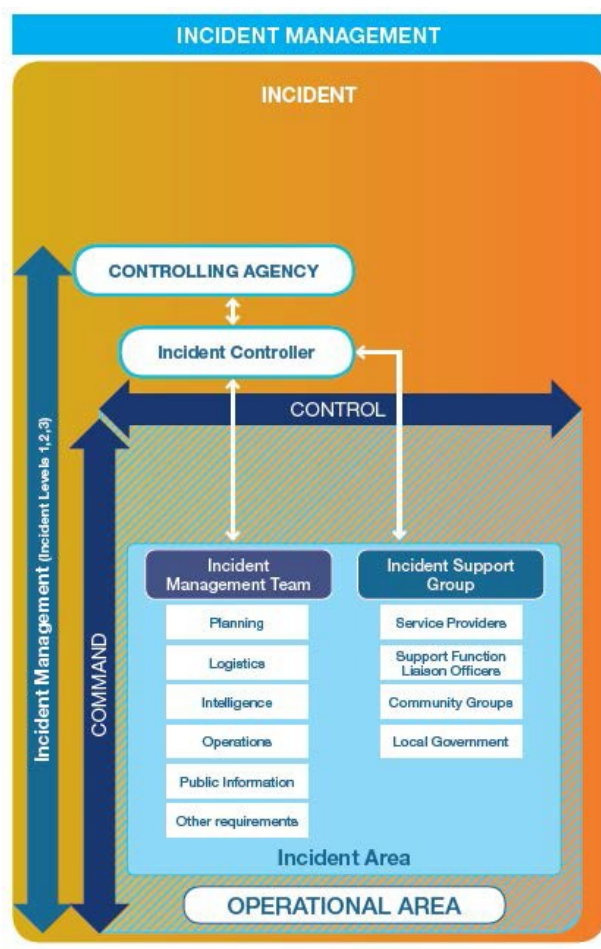 INCIDENT MANAGEMENT
INCIDENT
CONTROLLING AGENCY
Incident Controller
CONTROL
Incident Management (Incident Levels 1,2,3)
COMMAND
Incident
Management Team
Planning
Logistics
Intelligence
Operations
Public Information
Other requirements
Incident Support
Group
Service Providers
Support Function
Liaison Officers
Community Groups
Local Government
Incident Area
OPERATIONAL AREA